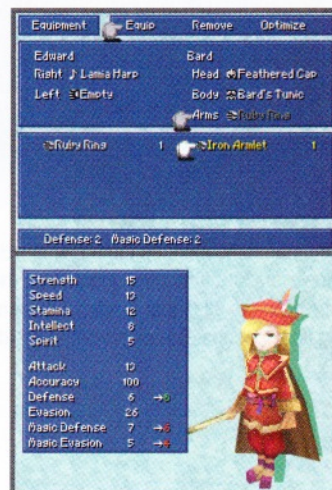 Equipment Equip Remove Optimize
Edward Bard
Right Lamia Harp Head Feathered Cap
Left Empty Body Bard's Tunic
Arms Ruby Ring
Ruby Ring 1 Iron Armlet 1
Defense: 2 Magic Defense: 2
Strength 15
Speed 13
Stamina 12
Intellect 8
Spirit 5
Attack 13
Accuracy 100
Defense 6 →
Evasion 26
Magic Defense 7 →
Magic Evasion 5 →